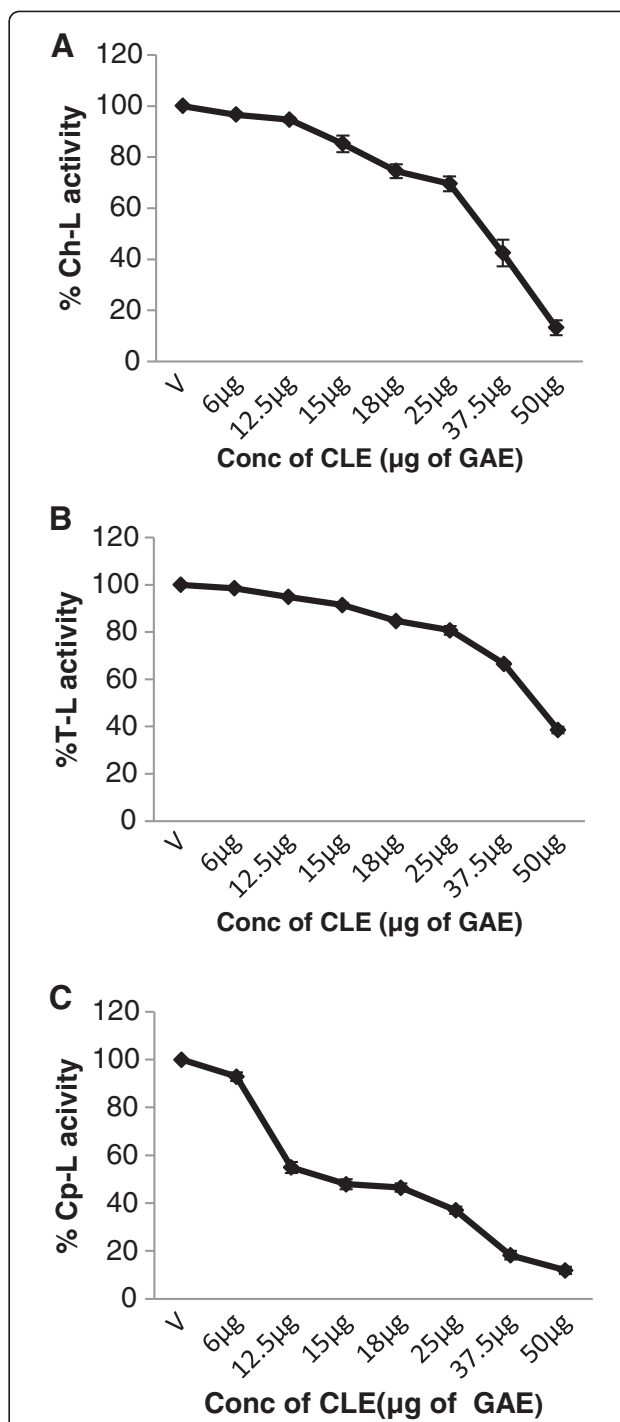 A
120
100
80
60
40
20
0
% Ch-L activity
V 6µg 12.5µg 15µg 18µg 25µg 37.5µg 50µg
Conc of CLE (µg of GAE)
B
120
100
80
60
40
20
0
%T-L activity
V 6µg 12.5µg 15µg 18µg 25µg 37.5µg 50µg
Conc of CLE (µg of GAE)
C
120
100
80
60
40
20
0
% Cp-L acivity
V 6µg 12.5µg 15µg 18µg 25µg 37.5µg 50µg
Conc of CLE(µg of GAE)